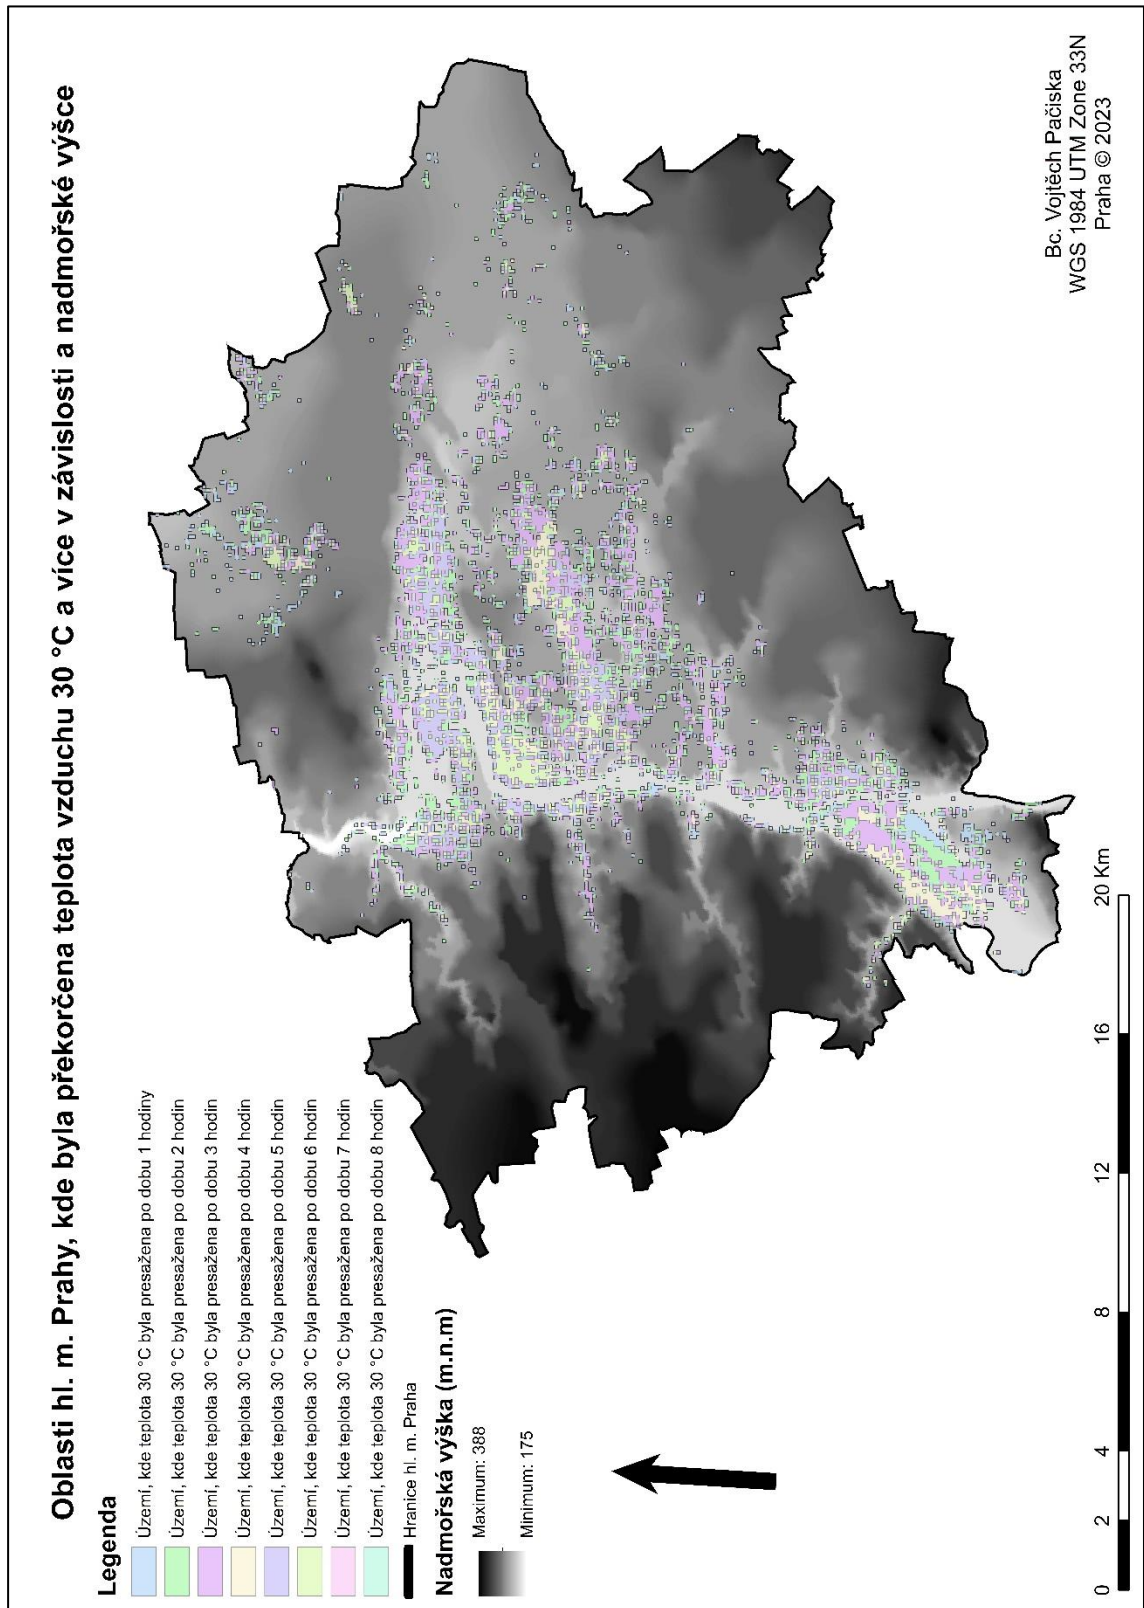 Oblasti hl. m. Prahy, kde byla překorčena teplota vzduchu 30 °C a více v závislosti a nadmořské výšce
Legenda
Území, kde teplota 30 °C byla presažena po dobu 1 hodiny
Území, kde teplota 30 °C byla presažena po dobu 2 hodin
Území, kde teplota 30 °C byla presažena po dobu 3 hodin
Území, kde teplota 30 °C byla presažena po dobu 4 hodin
Území, kde teplota 30 °C byla presažena po dobu 5 hodin
Území, kde teplota 30 °C byla presažena po dobu 6 hodin
Území, kde teplota 30 °C byla presažena po dobu 7 hodin
Území, kde teplota 30 °C byla presažena po dobu 8 hodin
Hranice hl. m. Praha
Nadmořská výška (m.n.m)
Maximum: 388
Minimum: 175
0 2 4 8 12 16 20 Km
Bc. Vojtěch Pačiska
WGS 1984 UTM Zone 33N
Praha © 2023